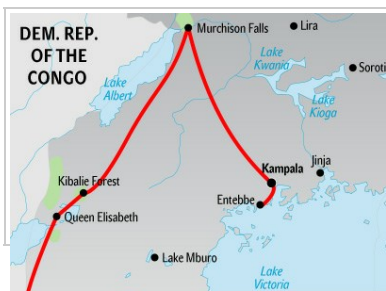 DEM. REP.
OF THE
CONGO
Murchison Falls
Lira
Lake
Kwania
Soroti
Lake
Albert
Lake
Kioga
Kibalie Forest
Kampala
Jinja
Queen Elisabeth
Entebbe
Lake Mburo
Lake
Victoria